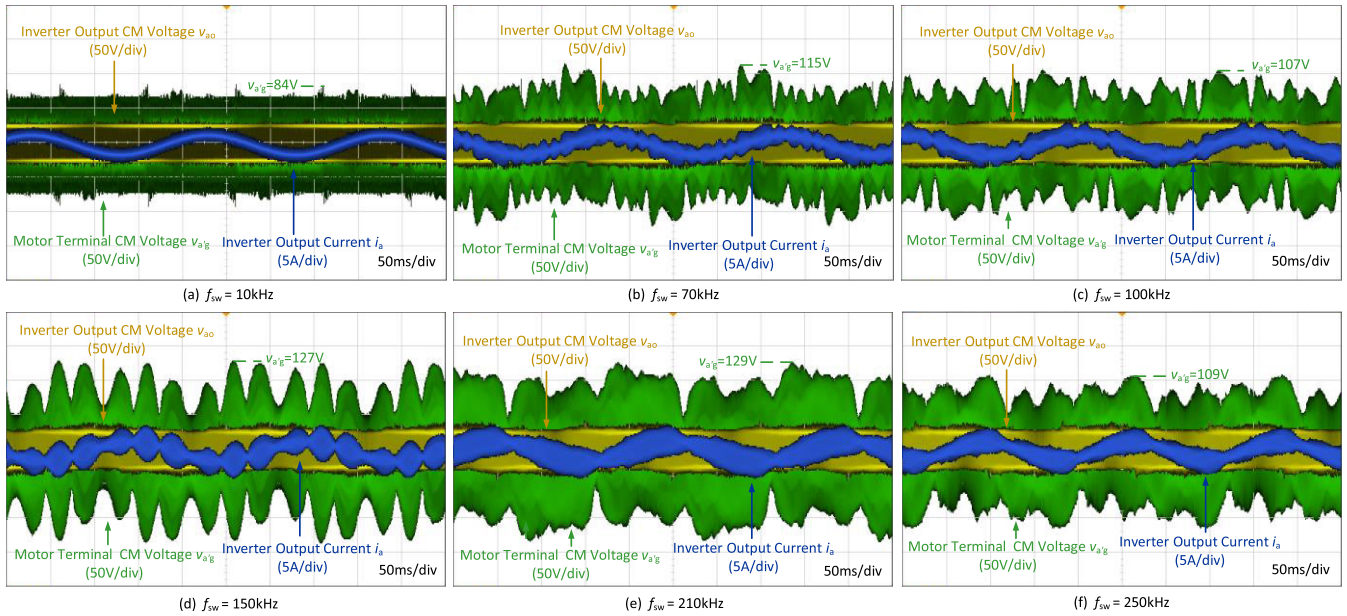 Inverter Output CM Voltage vao
(50V/div)
va'g=84V
Motor Terminal CM Voltage va'g
(50V/div)
Inverter Output Current ia
(5A/div)
50ms/div
(a) fsw = 10kHz
Inverter Output CM Voltage vao
(50V/div)
va'g=115V
Motor Terminal CM Voltage va'g
(50V/div)
Inverter Output Current ia
(5A/div)
50ms/div
(b) fsw = 70kHz
Inverter Output CM Voltage vao
(50V/div)
va'g=107V
Motor Terminal CM Voltage va'g
(50V/div)
Inverter Output Current ia
(5A/div)
50ms/div
(c) fsw = 100kHz
Inverter Output CM Voltage vao
(50V/div)
va'g=127V
Motor Terminal CM Voltage va'g
(50V/div)
Inverter Output Current ia
(5A/div)
50ms/div
(d) fsw = 150kHz
Inverter Output CM Voltage vao
(50V/div)
va'g=129V
Motor Terminal CM Voltage va'g
(50V/div)
Inverter Output Current ia
(5A/div)
50ms/div
(e) fsw = 210kHz
Inverter Output CM Voltage vao
(50V/div)
va'g=109V
Motor Terminal CM Voltage va'g
(50V/div)
Inverter Output Current ia
(5A/div)
50ms/div
(f) fsw = 250kHz